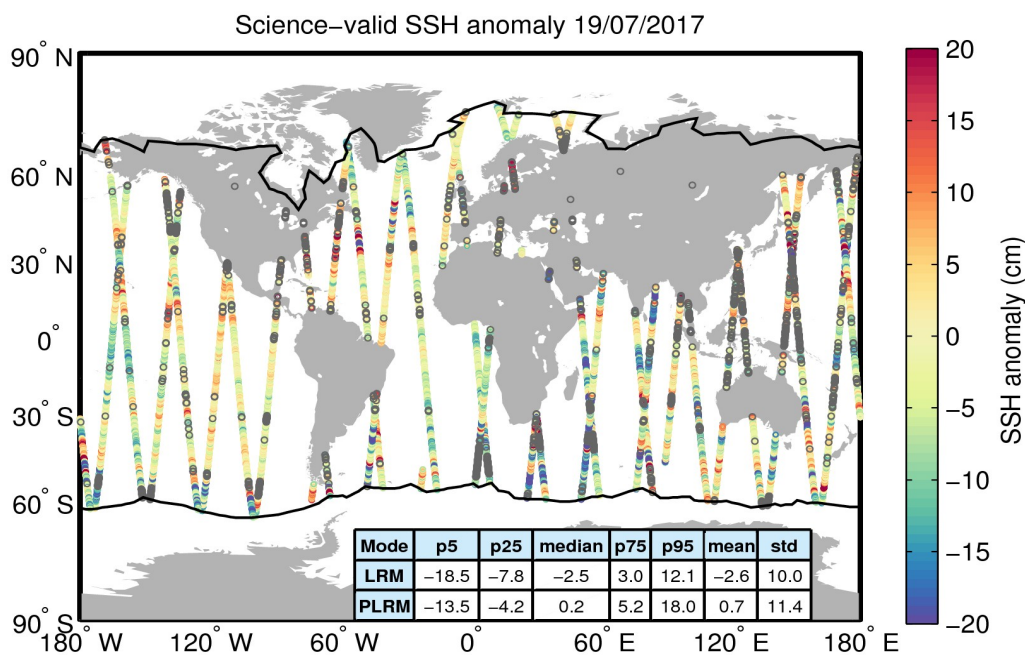 Science−valid SSH anomaly 19/07/2017
90° N
60° N
30° N
0°
30° S
60° S
90° S
180° W
120° W
60° W
0°
60° E
120° E
180° E
Mode p5 p25 median p75 p95 mean std
LRM −18.5 −7.8 −2.5 3.0 12.1 −2.6 10.0
PLRM −13.5 −4.2 0.2 5.2 18.0 0.7 11.4
20
15
10
5
0
−5
−10
−15
−20
SSH anomaly (cm)